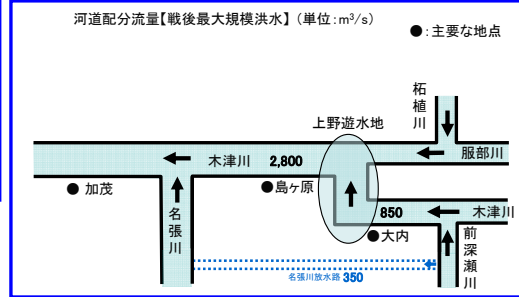 河道配分流量【戦後最大規模洪水】(単位:m³/s)
●:主要な地点
柘植川
上野遊水地
木津川 2,800
服部川
●加茂
●島ヶ原
名張川
850
木津川
●大内
前深瀬川
名張川放水路350